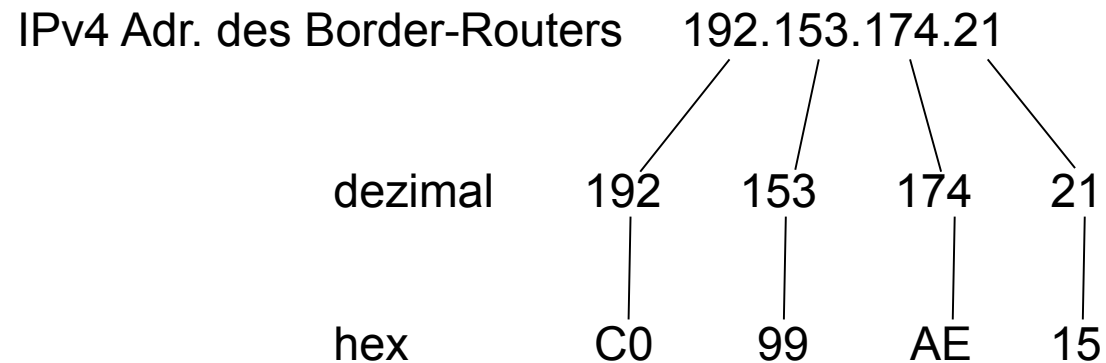 IPv4 Adr. des Border-Routers 192.153.174.21
dezimal 192 153 174 21
hex C0 99 AE 15